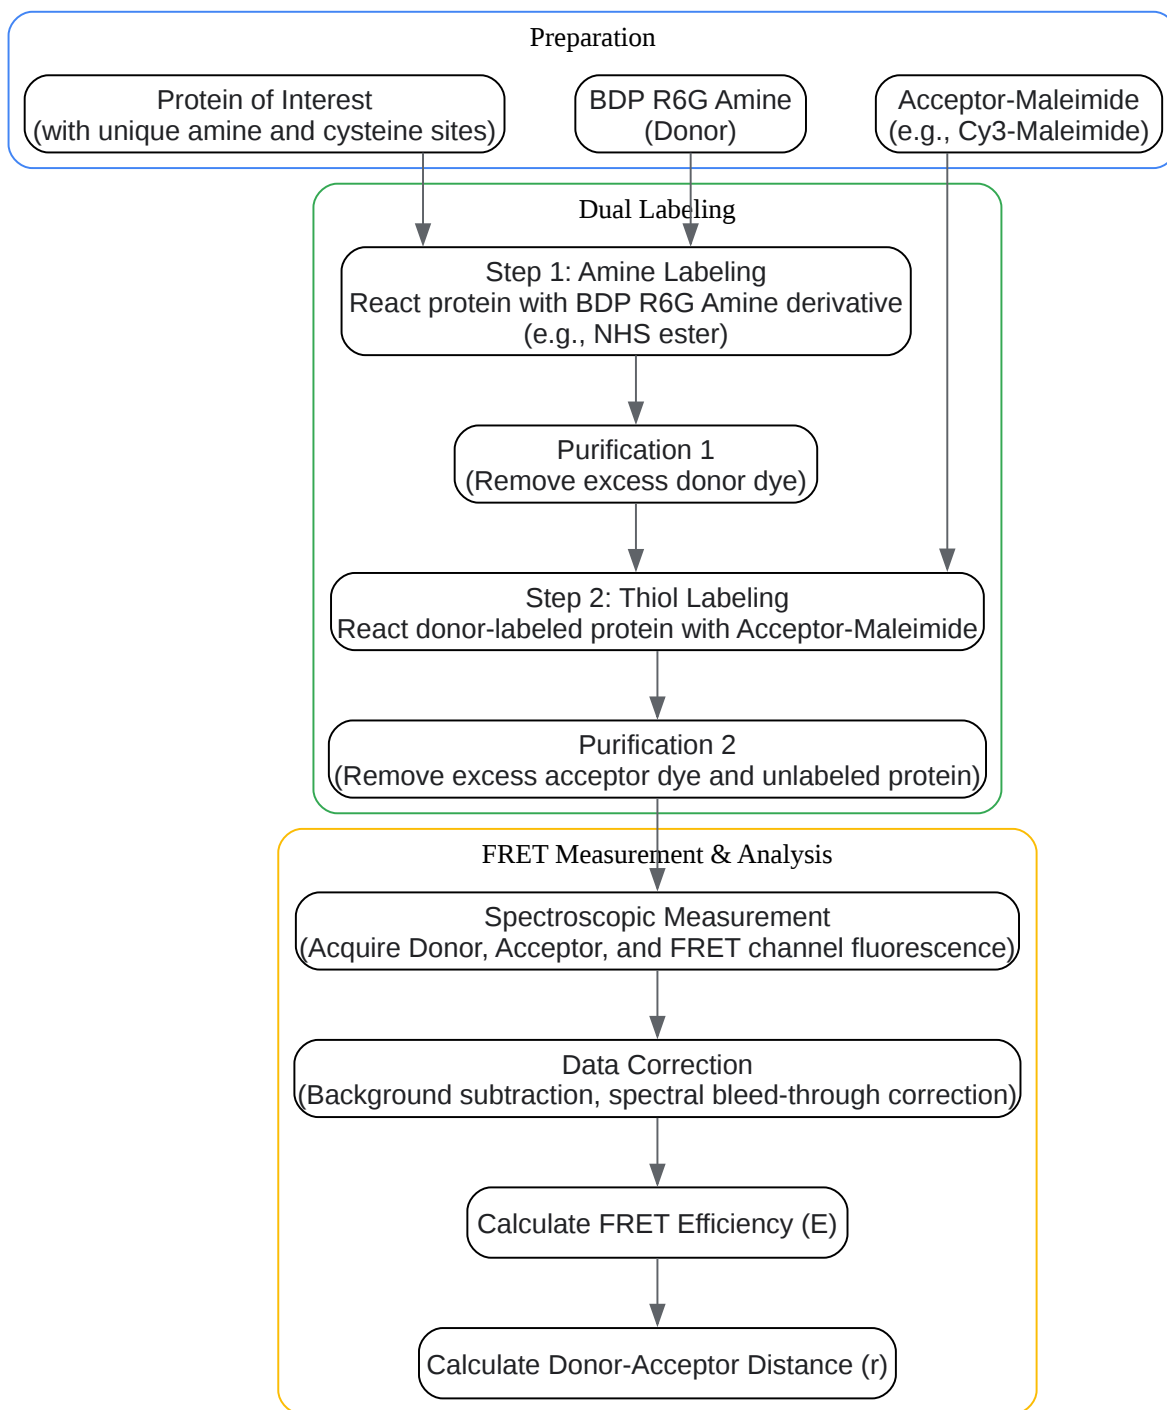 Preparation
Protein of Interest
(with unique amine and cysteine sites)
BDP R6G Amine
(Donor)
Acceptor-Maleimide
(e.g., Cy3-Maleimide)
Dual Labeling
Step 1: Amine Labeling
React protein with BDP R6G Amine derivative
(e.g., NHS ester)
Purification 1
(Remove excess donor dye)
Step 2: Thiol Labeling
React donor-labeled protein with Acceptor-Maleimide
Purification 2
(Remove excess acceptor dye and unlabeled protein)
FRET Measurement & Analysis
Spectroscopic Measurement
(Acquire Donor, Acceptor, and FRET channel fluorescence)
Data Correction
(Background subtraction, spectral bleed-through correction)
Calculate FRET Efficiency (E)
Calculate Donor-Acceptor Distance (r)